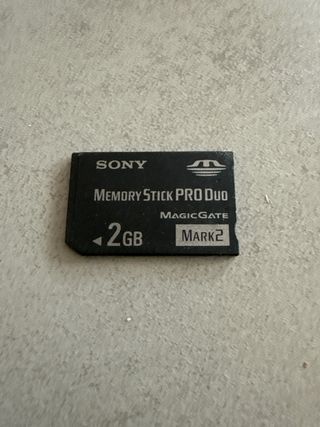 SONY
MEMORY STICK PRO DUO
MAGICGATE
2GB MARK2